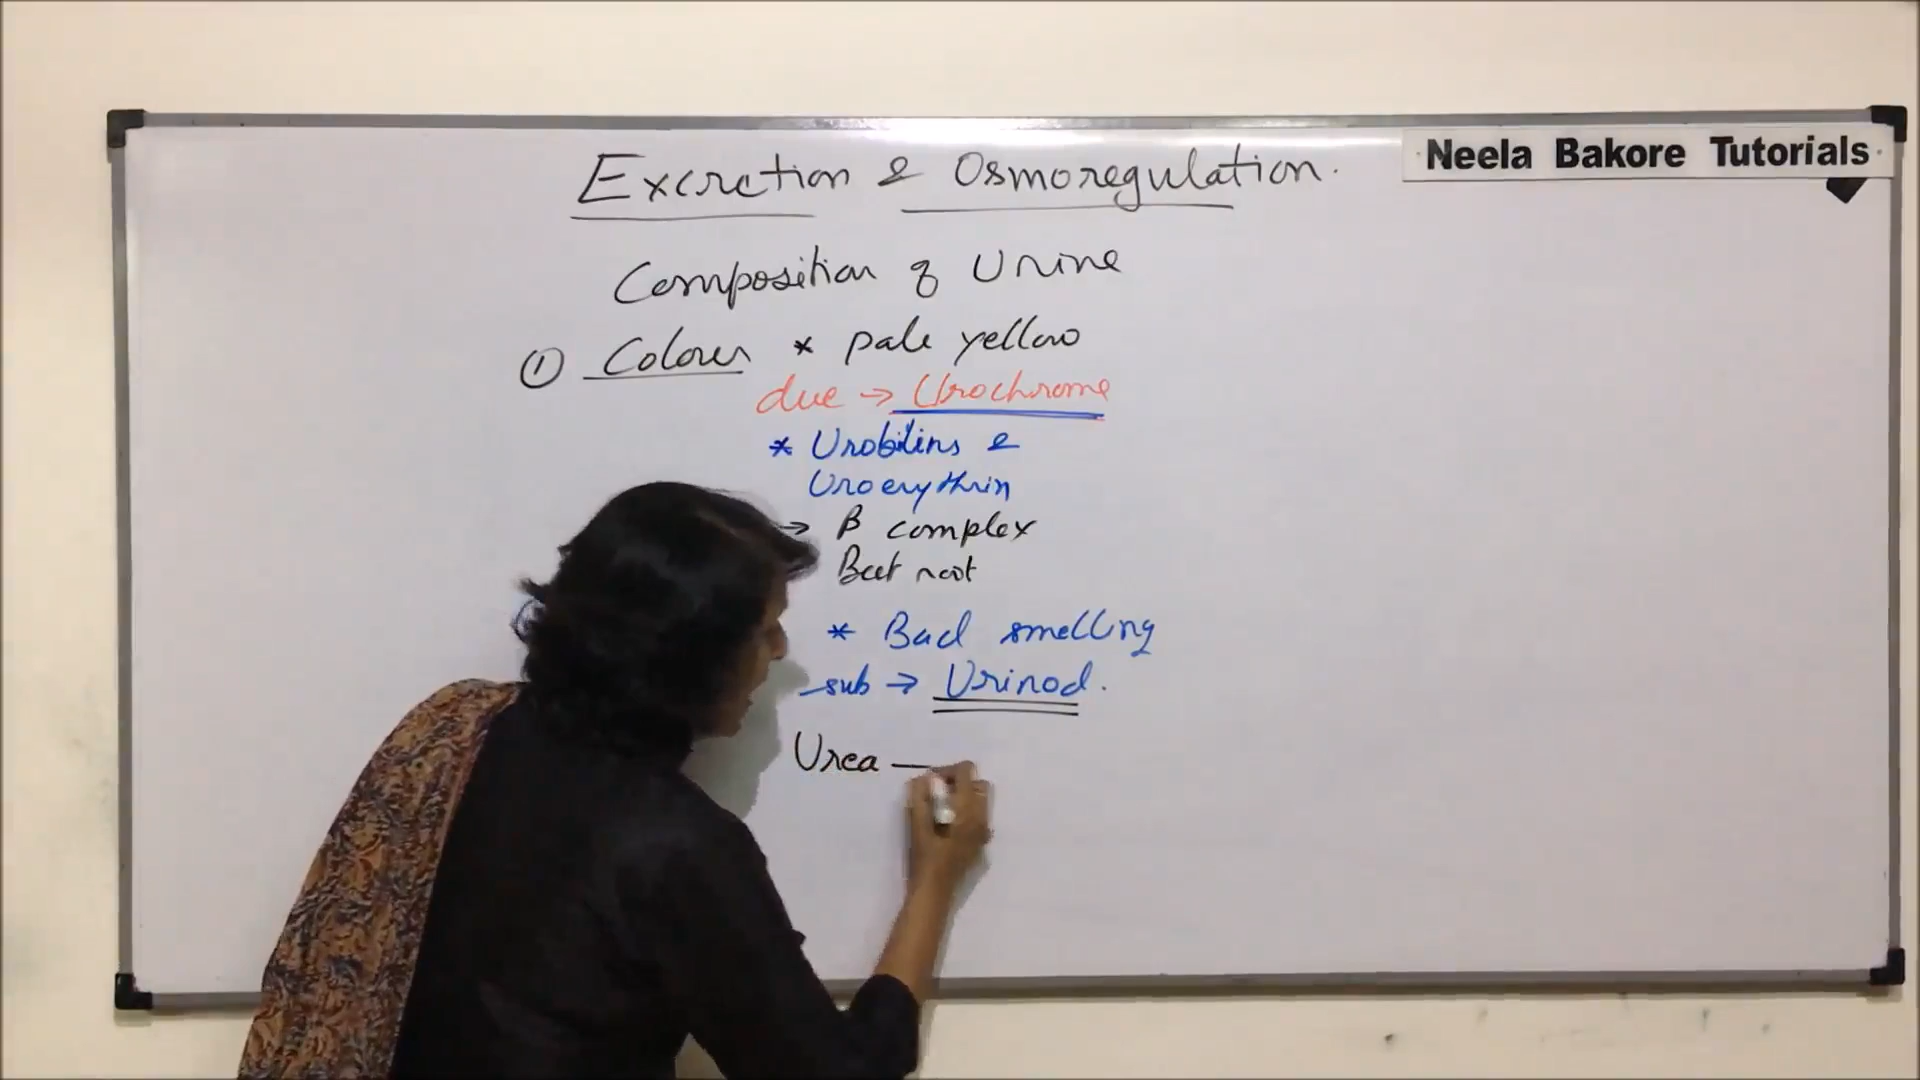 Neela Bakore Tutorials
Excretion & Osmoregulation.
Composition of Urine
① Colour * pale yellow
due → Urochrome
* Urobilins &
Uroerythrin
→ B complex
Beet root
* Bad smelling
sub → Urinod.
Urea —